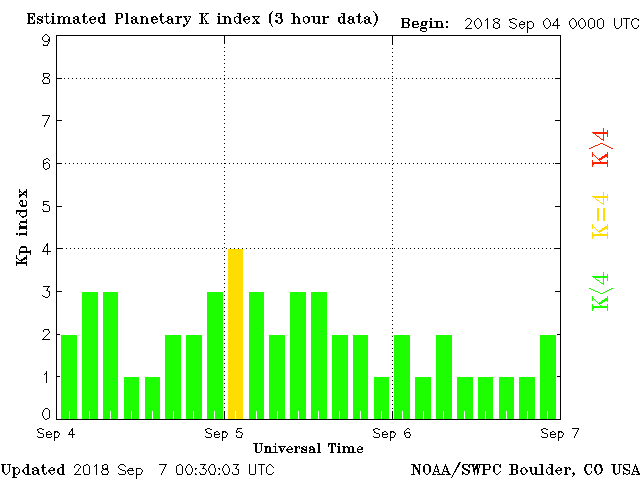 Estimated Planetary K index (3 hour data) Begin: 2018 Sep 04 0000 UTC
9
8
7
6
5
4
3
2
1
0
Kp index
K>4
K=4
K<4
Sep 4 Sep 5 Sep 6 Sep 7
Universal Time
Updated 2018 Sep 7 00:30:03 UTC NOAA/SWPC Boulder, CO USA